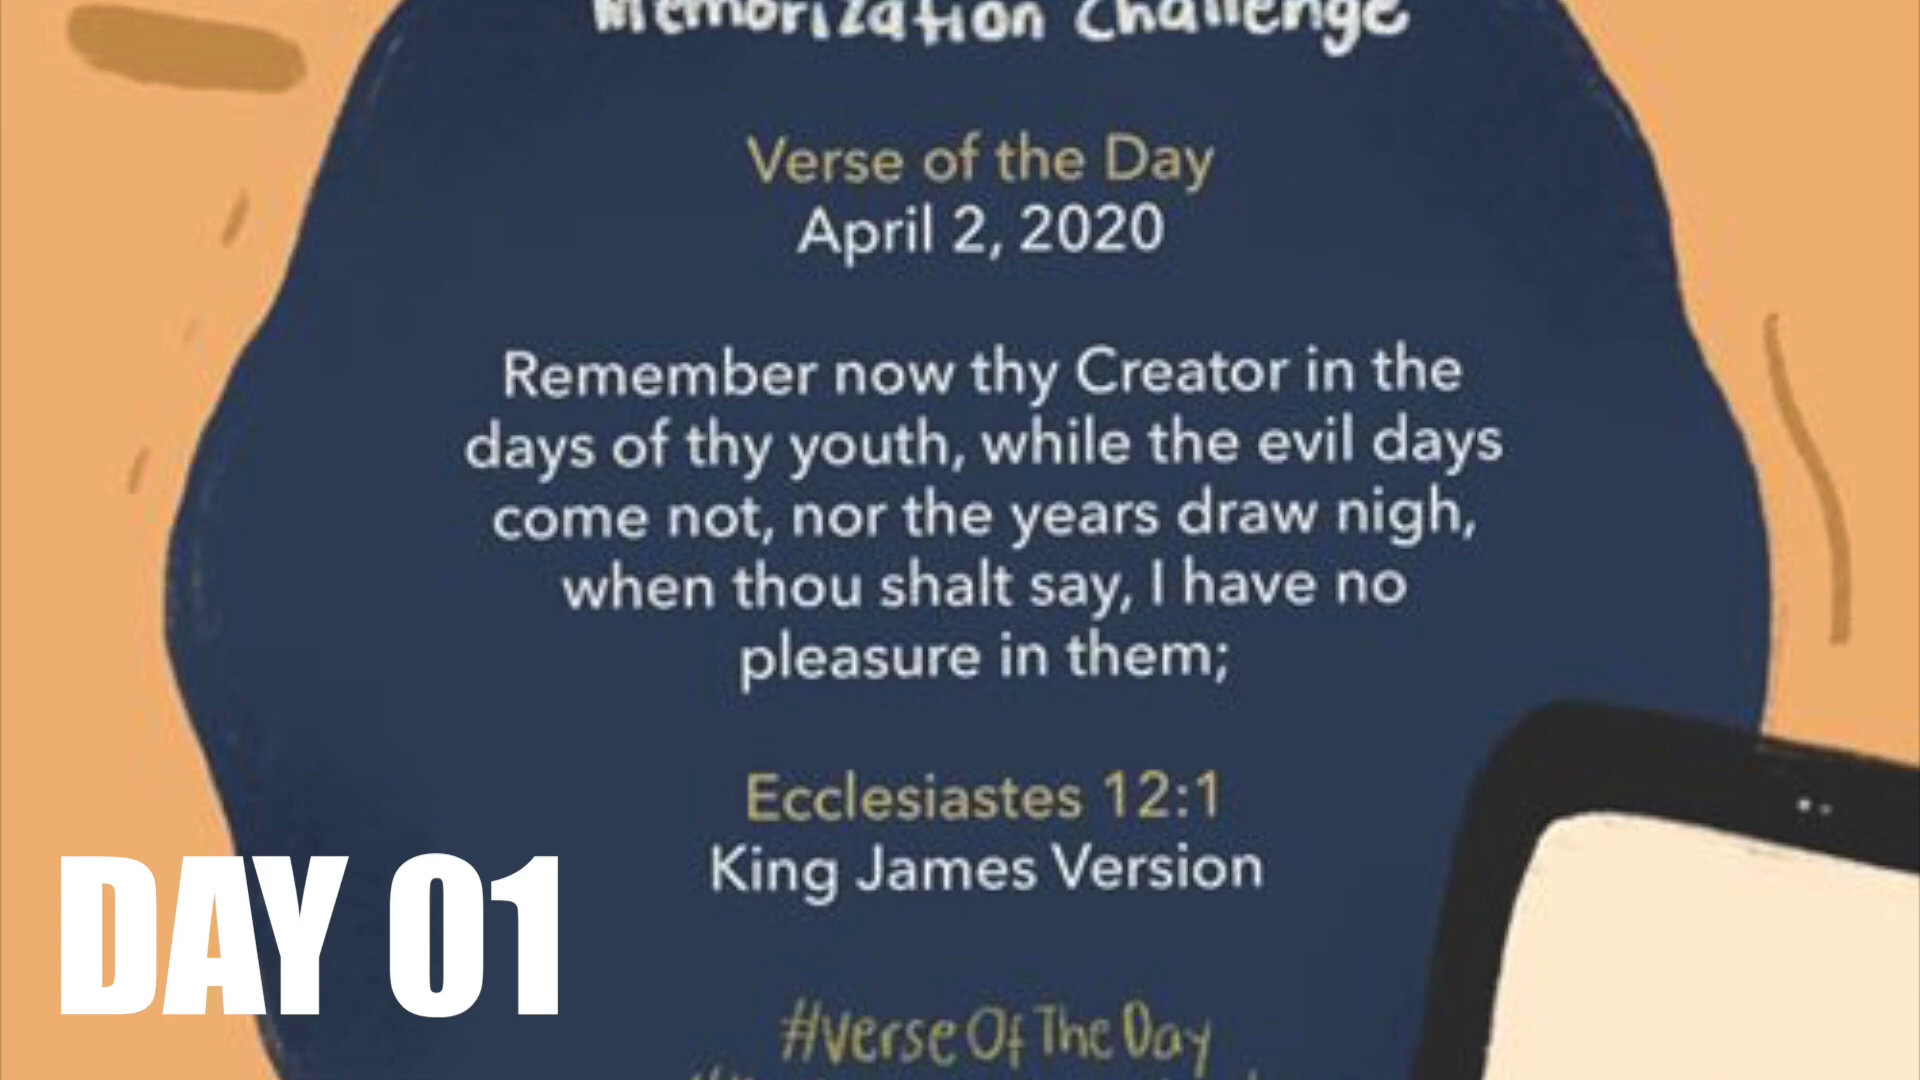 Memorization Challenge
Verse of the Day
April 2, 2020
Remember now thy Creator in the
days of thy youth, while the evil days
come not, nor the years draw nigh,
when thou shalt say, I have no
pleasure in them;
Ecclesiastes 12:1
King James Version
DAY 01
#VerseOfTheDay